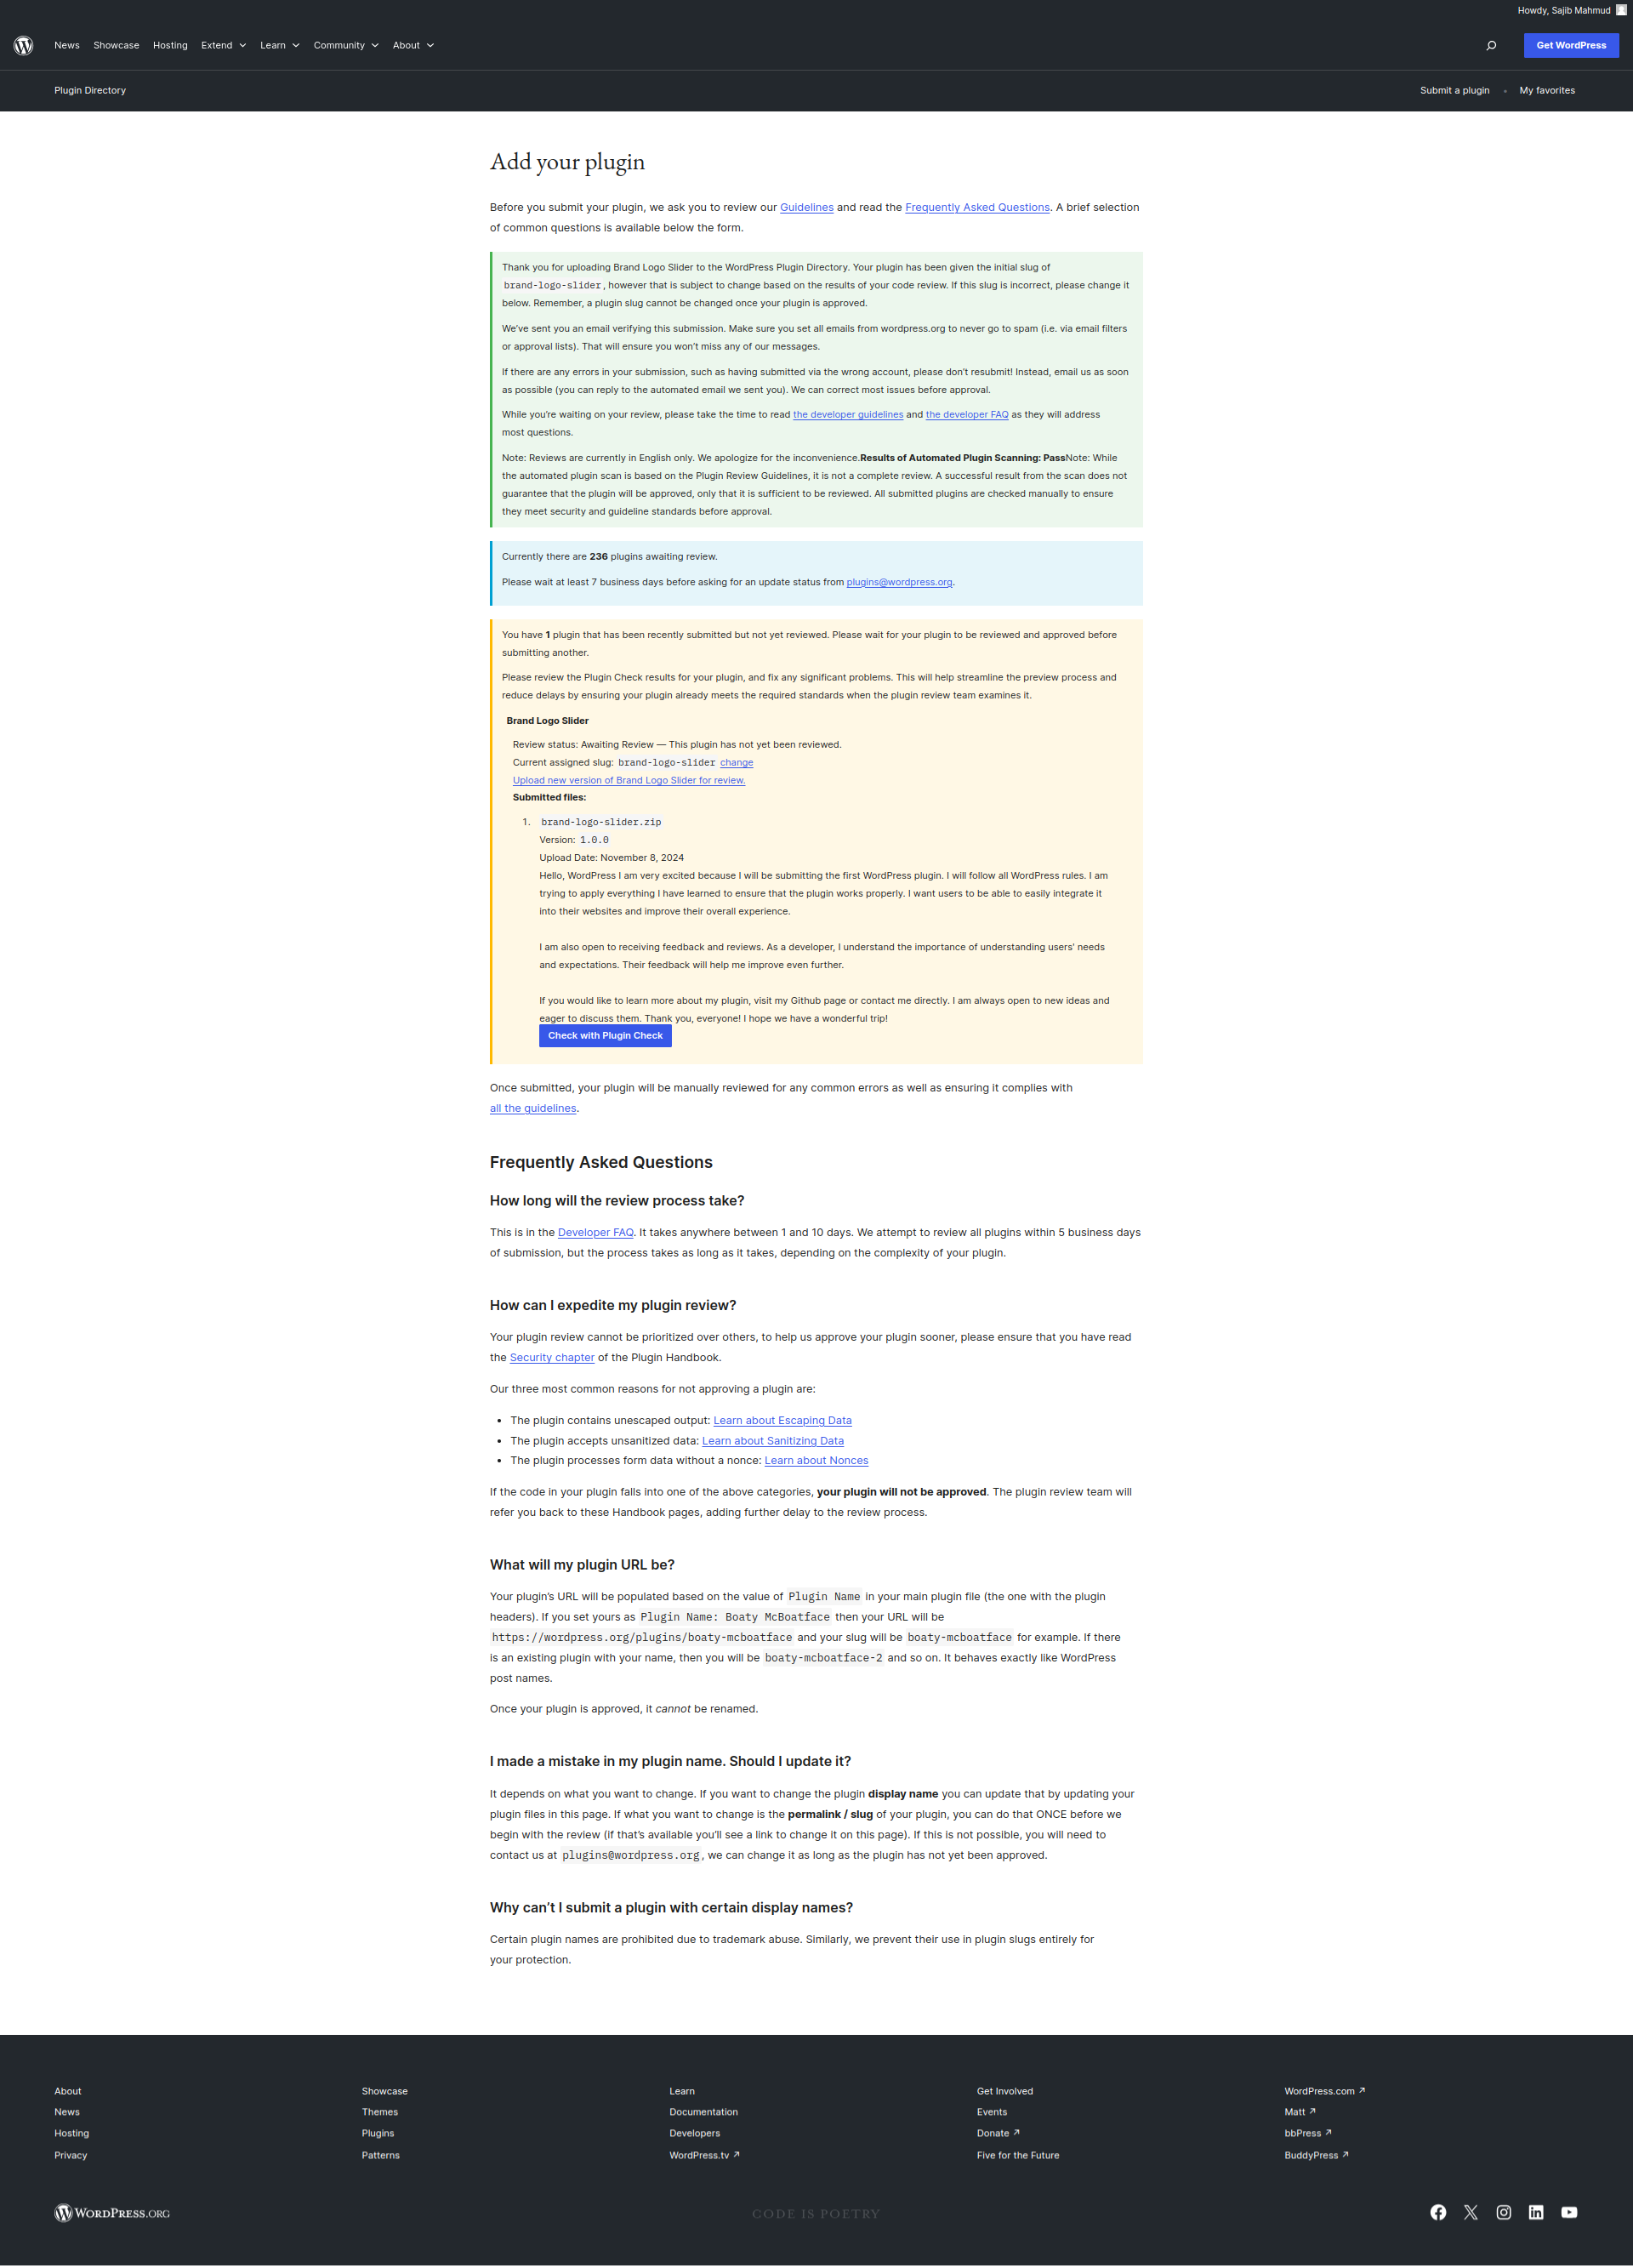 Howdy, Sajib Mahmud
News Showcase Hosting Extend Learn Community About
Get WordPress
Plugin Directory
Submit a plugin • My favorites
Add your plugin
Before you submit your plugin, we ask you to review our Guidelines and read the Frequently Asked Questions. A brief selection
of common questions is available below the form.
Thank you for uploading Brand Logo Slider to the WordPress Plugin Directory. Your plugin has been given the initial slug of
brand-logo-slider, however that is subject to change based on the results of your code review. If this slug is incorrect, please change it
below. Remember, a plugin slug cannot be changed once your plugin is approved.
We've sent you an email verifying this submission. Make sure you set all emails from wordpress.org to never go to spam (i.e. via email filters
or approval lists). That will ensure you won't miss any of our messages.
If there are any errors in your submission, such as having submitted via the wrong account, please don't resubmit! Instead, email us as soon
as possible (you can reply to the automated email we sent you). We can correct most issues before approval.
While you're waiting on your review, please take the time to read the developer guidelines and the developer FAQ as they will address
most questions.
Note: Reviews are currently in English only. We apologize for the inconvenience.Results of Automated Plugin Scanning: PassNote: While
the automated plugin scan is based on the Plugin Review Guidelines, it is not a complete review. A successful result from the scan does not
guarantee that the plugin will be approved, only that it is sufficient to be reviewed. All submitted plugins are checked manually to ensure
they meet security and guideline standards before approval.
Currently there are 236 plugins awaiting review.
Please wait at least 7 business days before asking for an update status from plugins@wordpress.org.
You have 1 plugin that has been recently submitted but not yet reviewed. Please wait for your plugin to be reviewed and approved before
submitting another.
Please review the Plugin Check results for your plugin, and fix any significant problems. This will help streamline the preview process and
reduce delays by ensuring your plugin already meets the required standards when the plugin review team examines it.
Brand Logo Slider
Review status: Awaiting Review — This plugin has not yet been reviewed.
Current assigned slug: brand-logo-slider change
Upload new version of Brand Logo Slider for review.
Submitted files:
1. brand-logo-slider.zip
Version: 1.0.0
Upload Date: November 8, 2024
Hello, WordPress I am very excited because I will be submitting the first WordPress plugin. I will follow all WordPress rules. I am
trying to apply everything I have learned to ensure that the plugin works properly. I want users to be able to easily integrate it
into their websites and improve their overall experience.
I am also open to receiving feedback and reviews. As a developer, I understand the importance of understanding users' needs
and expectations. Their feedback will help me improve even further.
If you would like to learn more about my plugin, visit my Github page or contact me directly. I am always open to new ideas and
eager to discuss them. Thank you, everyone! I hope we have a wonderful trip!
Check with Plugin Check
Once submitted, your plugin will be manually reviewed for any common errors as well as ensuring it complies with
all the guidelines.
Frequently Asked Questions
How long will the review process take?
This is in the Developer FAQ. It takes anywhere between 1 and 10 days. We attempt to review all plugins within 5 business days
of submission, but the process takes as long as it takes, depending on the complexity of your plugin.
How can I expedite my plugin review?
Your plugin review cannot be prioritized over others, to help us approve your plugin sooner, please ensure that you have read
the Security chapter of the Plugin Handbook.
Our three most common reasons for not approving a plugin are:
• The plugin contains unescaped output: Learn about Escaping Data
• The plugin accepts unsanitized data: Learn about Sanitizing Data
• The plugin processes form data without a nonce: Learn about Nonces
If the code in your plugin falls into one of the above categories, your plugin will not be approved. The plugin review team will
refer you back to these Handbook pages, adding further delay to the review process.
What will my plugin URL be?
Your plugin's URL will be populated based on the value of Plugin Name in your main plugin file (the one with the plugin
headers). If you set yours as Plugin Name: Boaty McBoatface then your URL will be
https://wordpress.org/plugins/boaty-mcboatface and your slug will be boaty-mcboatface for example. If there
is an existing plugin with your name, then you will be boaty-mcboatface-2 and so on. It behaves exactly like WordPress
post names.
Once your plugin is approved, it cannot be renamed.
I made a mistake in my plugin name. Should I update it?
It depends on what you want to change. If you want to change the plugin display name you can update that by updating your
plugin files in this page. If what you want to change is the permalink / slug of your plugin, you can do that ONCE before we
begin with the review (if that's available you'll see a link to change it on this page). If this is not possible, you will need to
contact us at plugins@wordpress.org, we can change it as long as the plugin has not yet been approved.
Why can't I submit a plugin with certain display names?
Certain plugin names are prohibited due to trademark abuse. Similarly, we prevent their use in plugin slugs entirely for
your protection.
About Showcase Learn Get Involved WordPress.com ↗
News Themes Documentation Events Matt ↗
Hosting Plugins Developers Donate ↗ bbPress ↗
Privacy Patterns WordPress.tv ↗ Five for the Future BuddyPress ↗
WORDPRESS.ORG
CODE IS POETRY